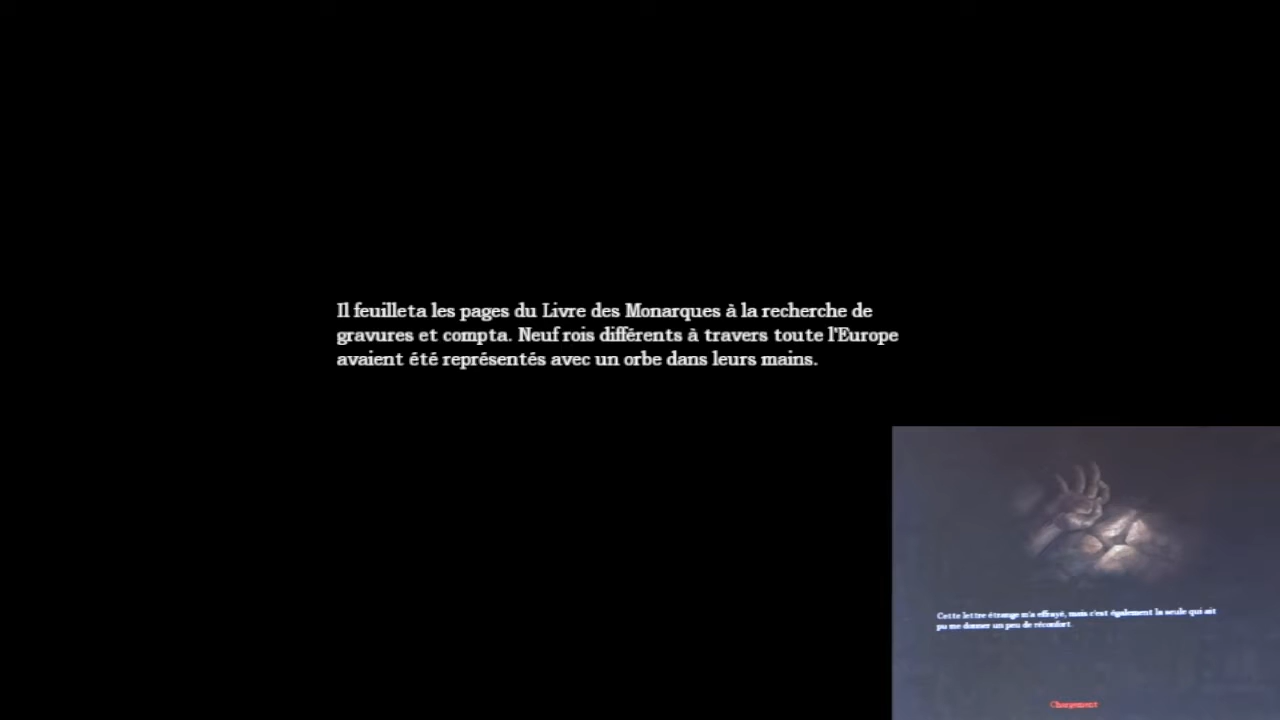 Il feuilleta les pages du Livre des Monarques à la recherche de
gravures et compta. Neuf rois différents à travers toute l'Europe
avaient été représentés avec un orbe dans leurs mains.
Cette lettre étrange m'a effrayé, mais c'est également la seule qui ait
pu me donner un peu de réconfort.
Chargement